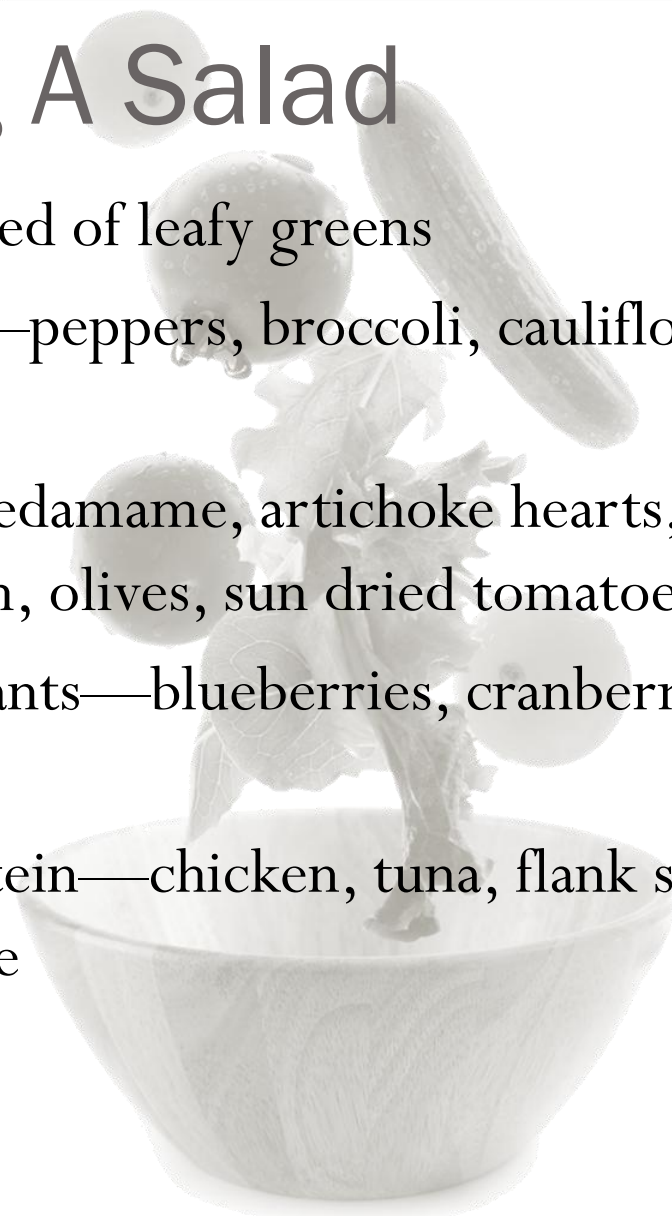 , A Salad
ed of leafy greens
—peppers, broccoli, cauliflo
edamame, artichoke hearts,
n, olives, sun dried tomatoe
ants—blueberries, cranberr
tein—chicken, tuna, flank s
e